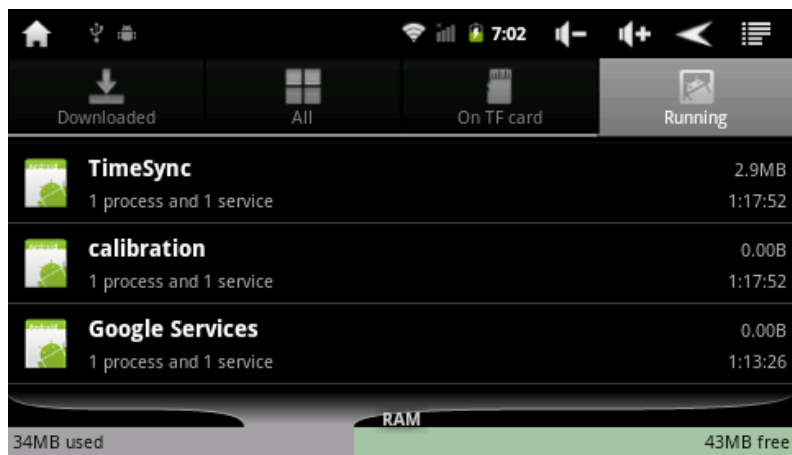 7:02
Downloaded
All
On TF card
Running
TimeSync
2.9MB
1 process and 1 service
1:17:52
calibration
0.00B
1 process and 1 service
1:17:52
Google Services
0.00B
1 process and 1 service
1:13:26
RAM
34MB used
43MB free